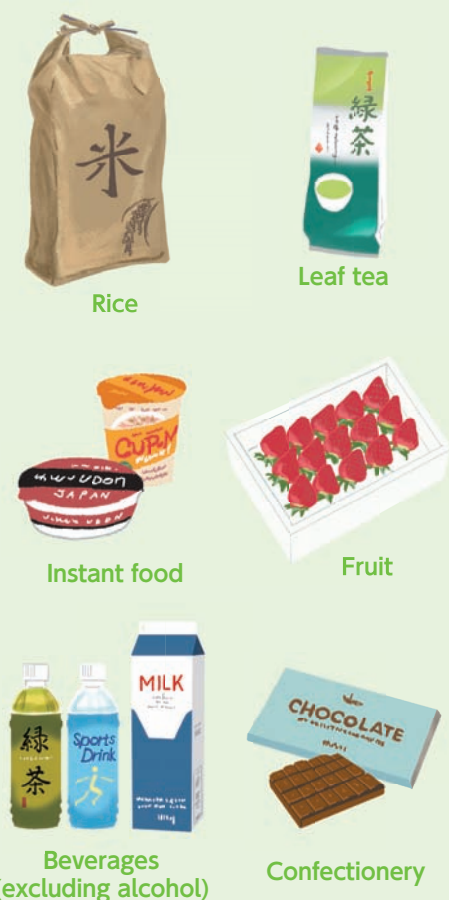 米
緑茶
Rice
Leaf tea
CUP
UDON
JAPAN
UDON
Instant food
Fruit
緑茶
Sports
Drink
MILK
CHOCOLATE
Beverages
(excluding alcohol)
Confectionery